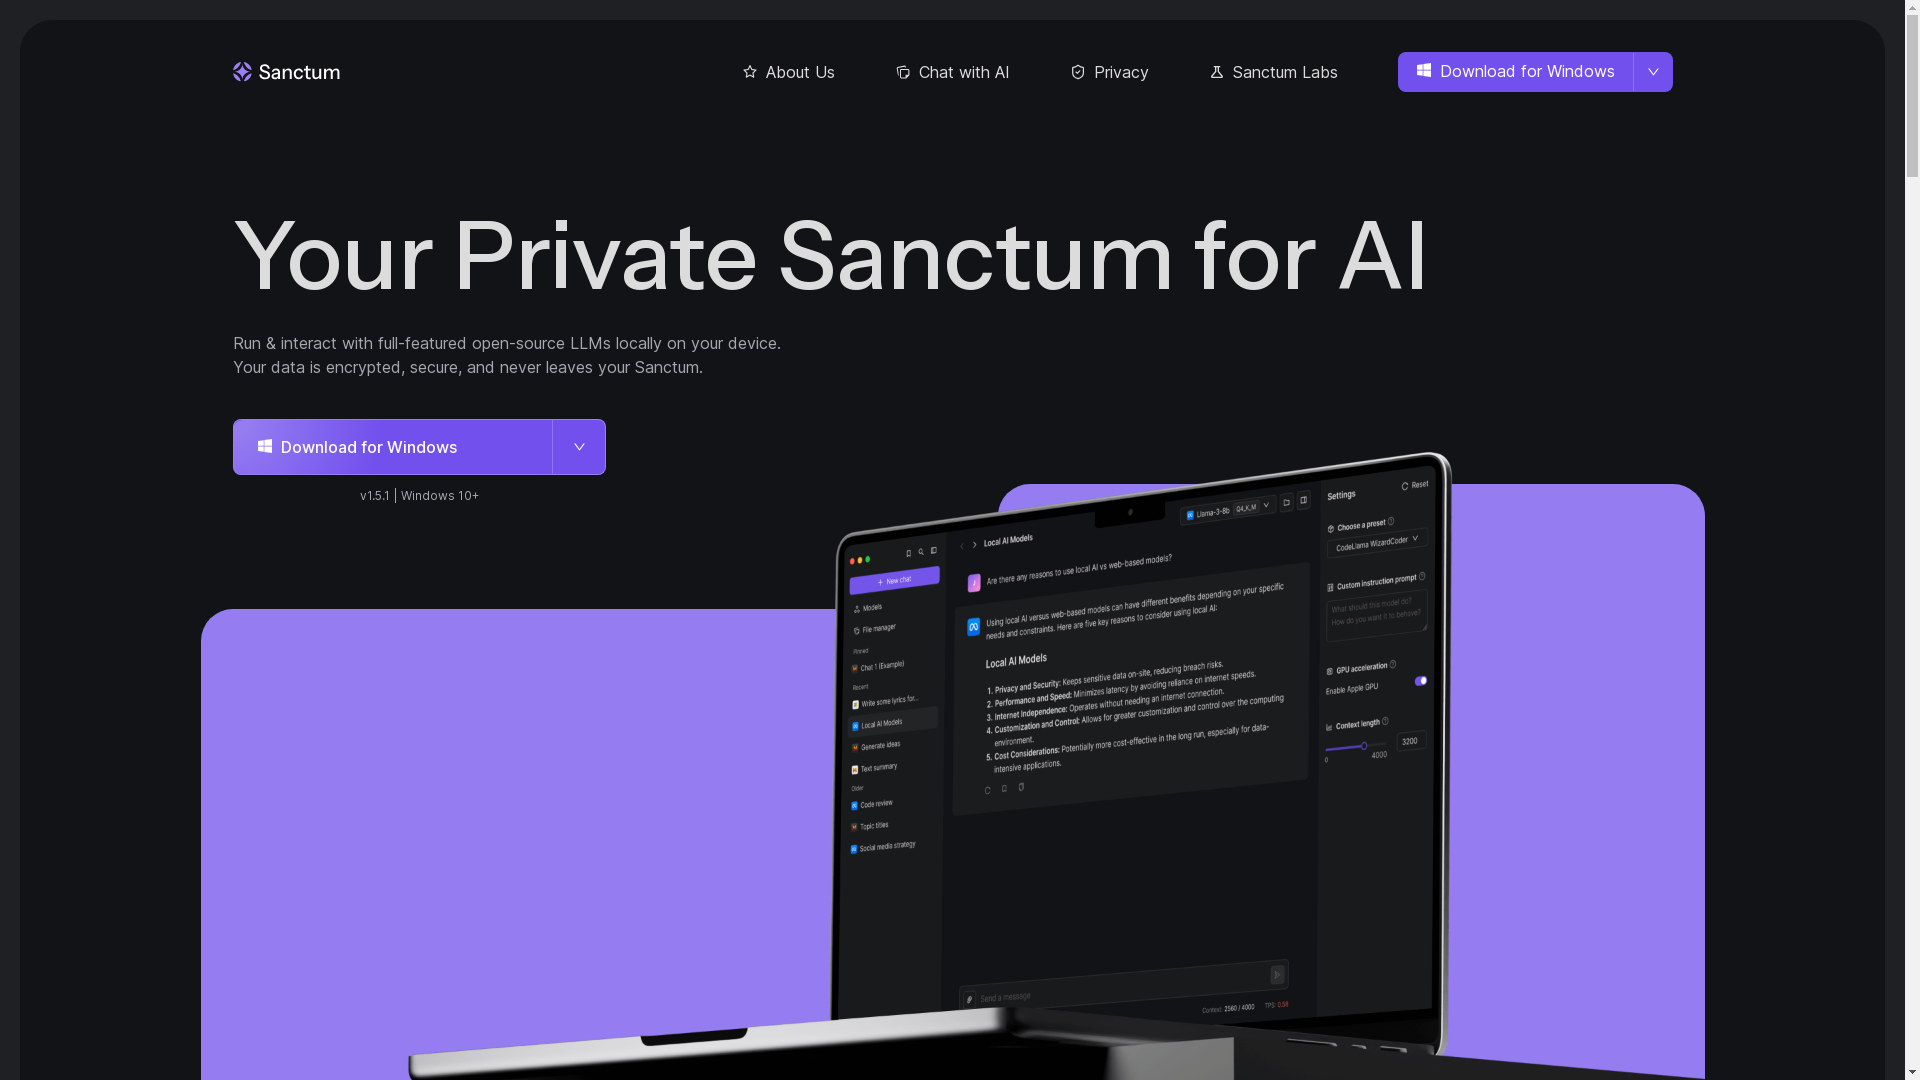 Sanctum
About Us
Chat with AI
Privacy
Sanctum Labs
Download for Windows
Your Private Sanctum for AI
Run & interact with full-featured open-source LLMs locally on your device.
Your data is encrypted, secure, and never leaves your Sanctum.
Download for Windows
v1.5.1 | Windows 10+
+ New chat
Models
File manager
Pinned
Chat 1 (Example)
Recent
Write some lyrics for...
Local AI Models
Generate ideas
Text summary
Older
Code review
Topic titles
Social media strategy
Local AI Models
Llama-3-8b Q4_K_M
Are there any reasons to use local AI vs web-based models?
Using local AI versus web-based models can have different benefits depending on your specific
needs and constraints. Here are five key reasons to consider using local AI:
Local AI Models
1. Privacy and Security: Keeps sensitive data on-site, reducing breach risks.
2. Performance and Speed: Minimizes latency by avoiding reliance on internet speeds.
3. Internet Independence: Operates without needing an internet connection.
4. Customization and Control: Allows for greater customization and control over the computing
environment.
5. Cost Considerations: Potentially more cost-effective in the long run, especially for data-
intensive applications.
Send a message
Context: 2560 / 4000 TPS: 0.58
Settings
Reset
Choose a preset
CodeLlama WizardCoder
Custom instruction prompt
What should this model do?
How do you want it to behave?
GPU acceleration
Enable Apple GPU
Context length
3200
0
4000